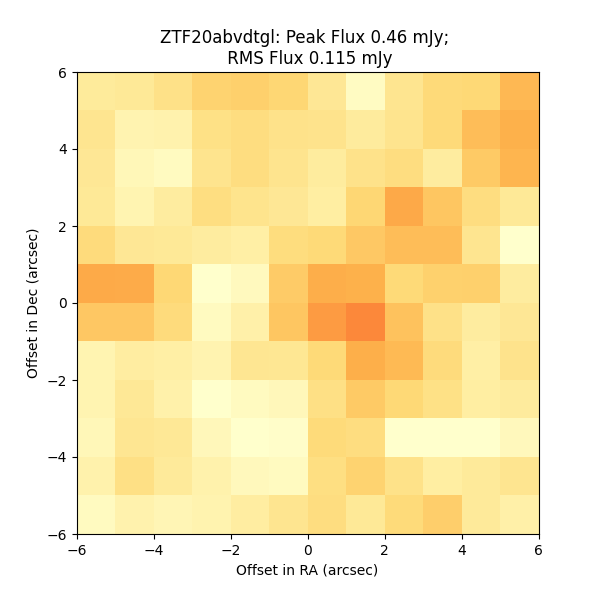 ZTF20abvdtgl: Peak Flux 0.46 mJy;
RMS Flux 0.115 mJy
6
4
2
0
−2
−4
−6
Offset in Dec (arcsec)
−6 −4 −2 0 2 4 6
Offset in RA (arcsec)